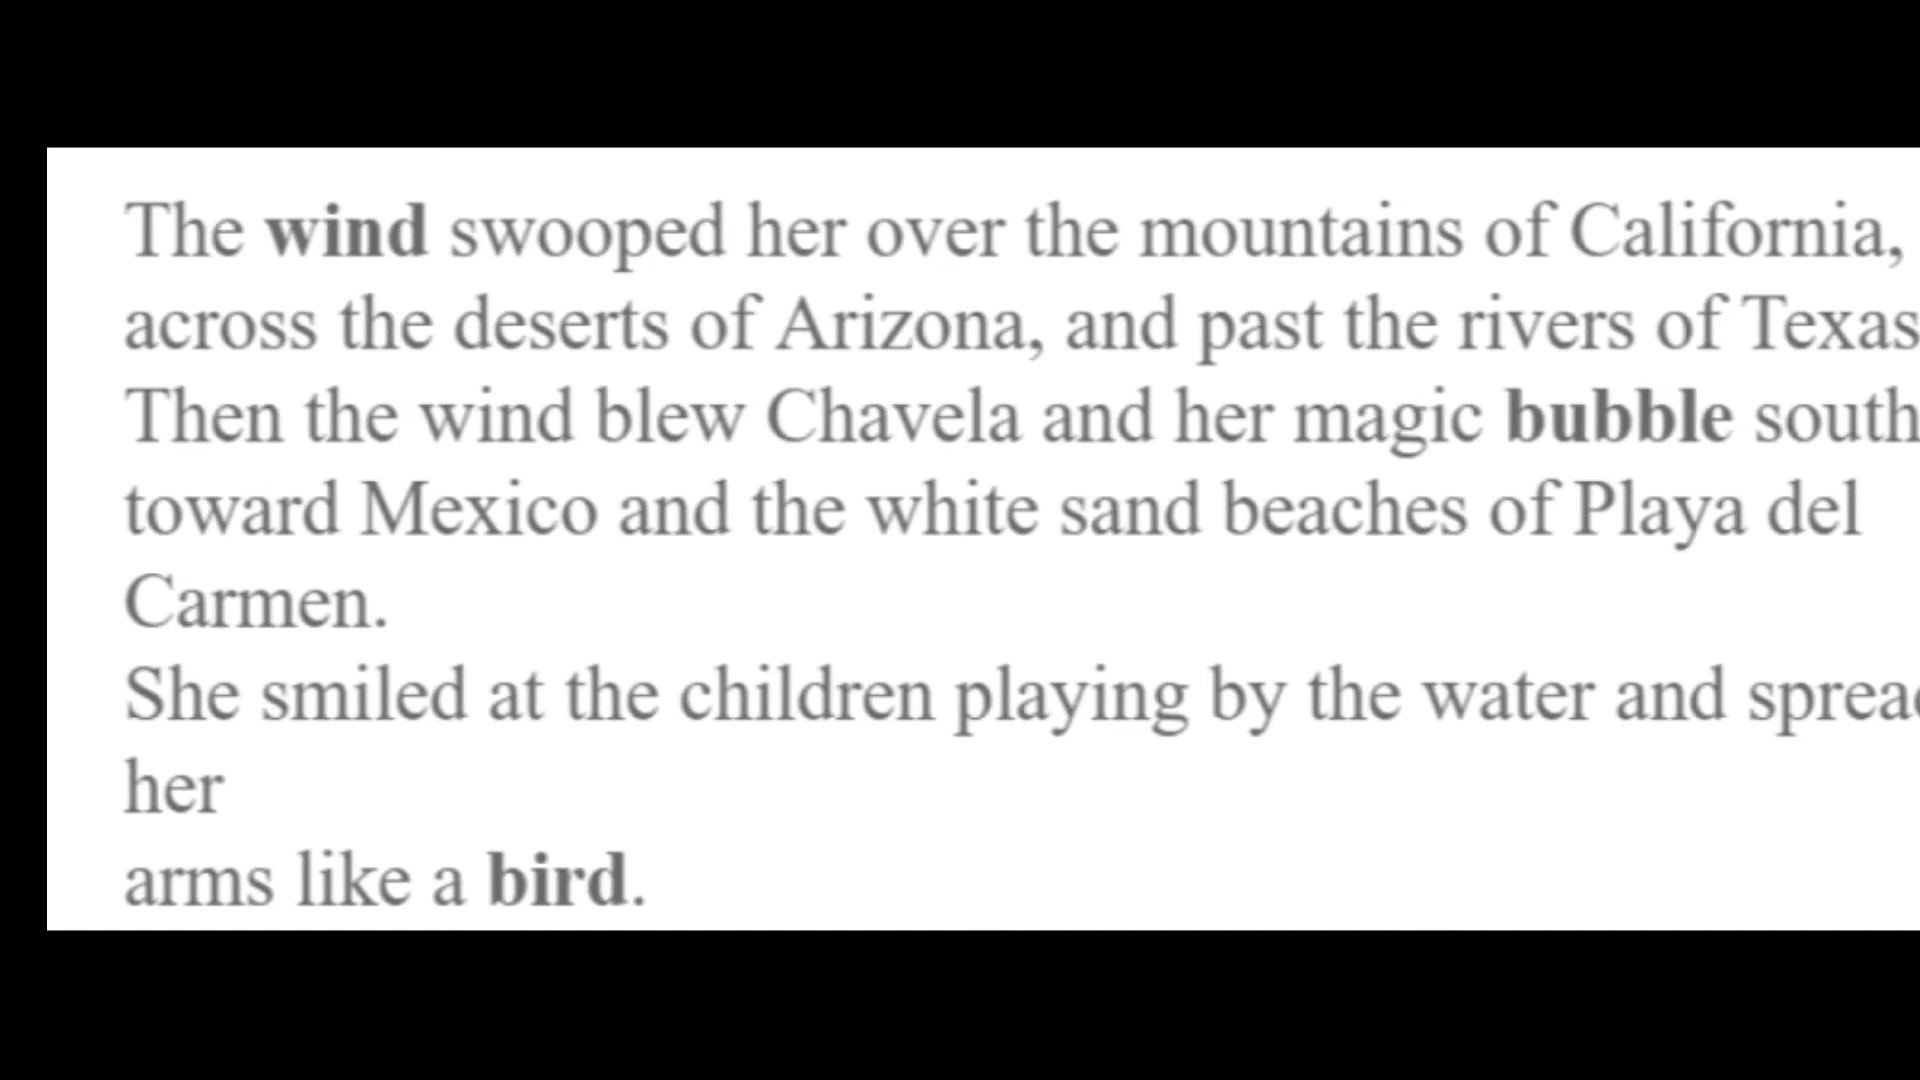 The wind swooped her over the mountains of California,
across the deserts of Arizona, and past the rivers of Texas
Then the wind blew Chavela and her magic bubble south
toward Mexico and the white sand beaches of Playa del
Carmen.
She smiled at the children playing by the water and sprea
her
arms like a bird.